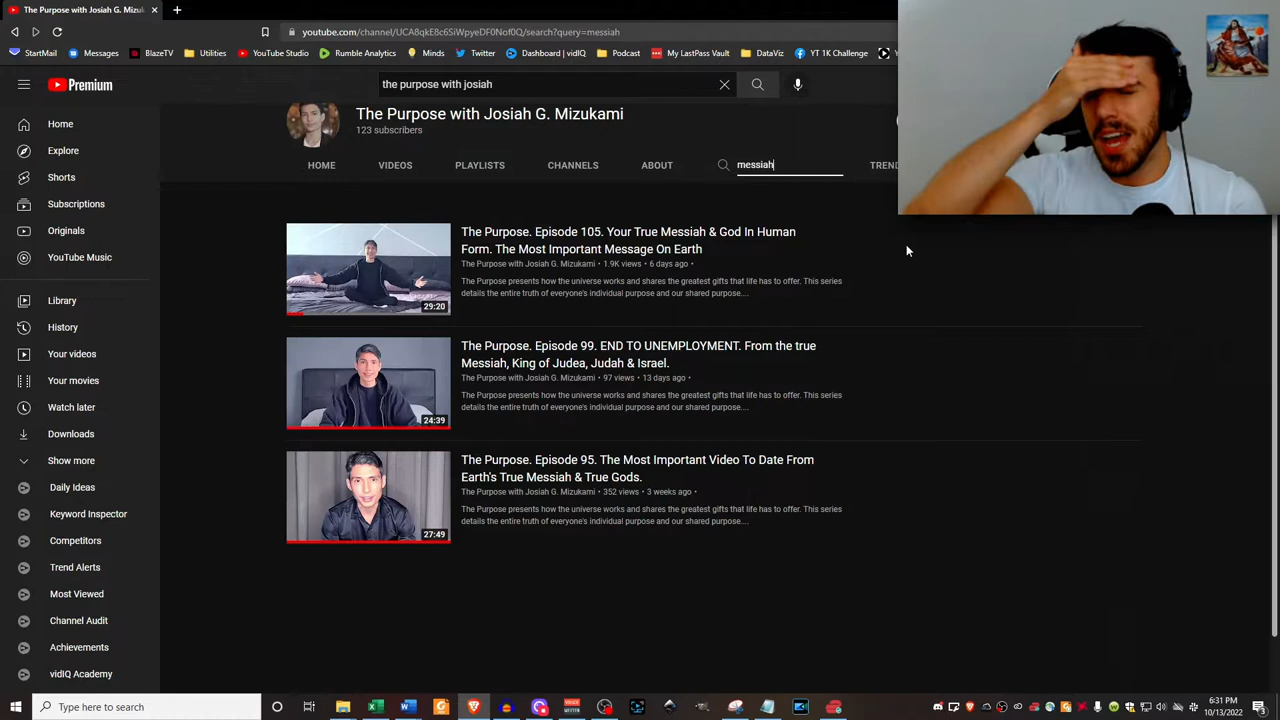 The Purpose with Josiah G. Mizuk
youtube.com/channel/UCA8qkE8c6SiWpyeDF0Nof0Q/search?query=messiah
StartMail
Messages
BlazeTV
Utilities
YouTube Studio
Rumble Analytics
Minds
Twitter
Dashboard | vidIQ
Podcast
My LastPass Vault
DataViz
YT 1K Challenge
Premium
the purpose with josiah
Home
Explore
Shorts
Subscriptions
Originals
YouTube Music
Library
History
Your videos
Your movies
Watch later
Downloads
Show more
Daily Ideas
Keyword Inspector
Competitors
Trend Alerts
Most Viewed
Channel Audit
Achievements
vidIQ Academy
The Purpose with Josiah G. Mizukami
123 subscribers
HOME VIDEOS PLAYLISTS CHANNELS ABOUT messiah TREND
29:20
The Purpose. Episode 105. Your True Messiah & God In Human
Form. The Most Important Message On Earth
The Purpose with Josiah G. Mizukami • 1.9K views • 6 days ago •
The Purpose presents how the universe works and shares the greatest gifts that life has to offer. This series
details the entire truth of everyone's individual purpose and our shared purpose....
24:39
The Purpose. Episode 99. END TO UNEMPLOYMENT. From the true
Messiah, King of Judea, Judah & Israel.
The Purpose with Josiah G. Mizukami • 97 views • 13 days ago •
The Purpose presents how the universe works and shares the greatest gifts that life has to offer. This series
details the entire truth of everyone's individual purpose and our shared purpose....
27:49
The Purpose. Episode 95. The Most Important Video To Date From
Earth's True Messiah & True Gods.
The Purpose with Josiah G. Mizukami • 352 views • 3 weeks ago •
The Purpose presents how the universe works and shares the greatest gifts that life has to offer. This series
details the entire truth of everyone's individual purpose and our shared purpose....
Type here to search
6:31 PM
10/13/2022